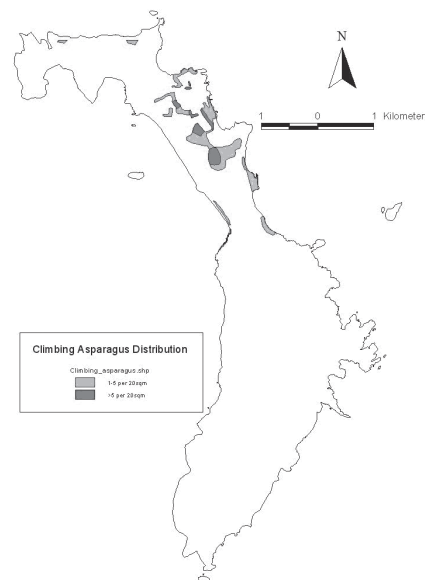 N
1 0 1 Kilometer
Climbing Asparagus Distribution
Climbing_asparagus.shp
1-5 per 20sqm
>5 per 20sqm